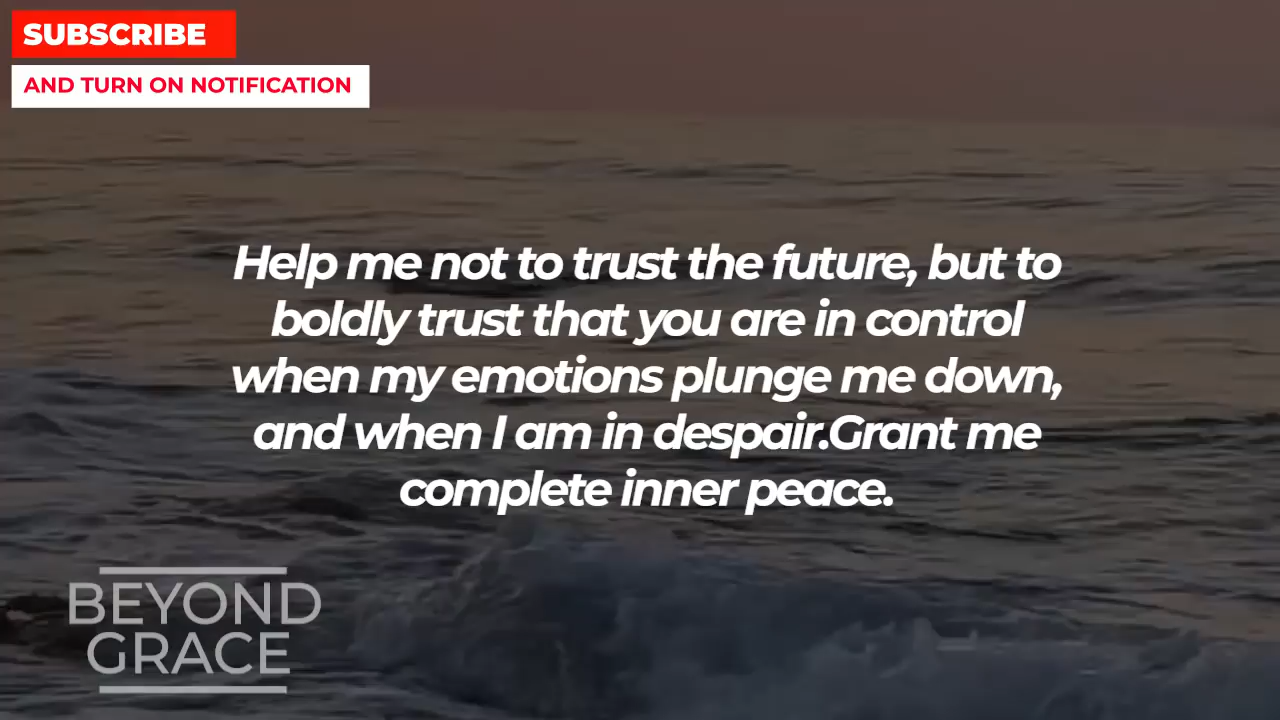 SUBSCRIBE
AND TURN ON NOTIFICATION
Help me not to trust the future, but to
boldly trust that you are in control
when my emotions plunge me down,
and when I am in despair.Grant me
complete inner peace.
BEYOND
GRACE